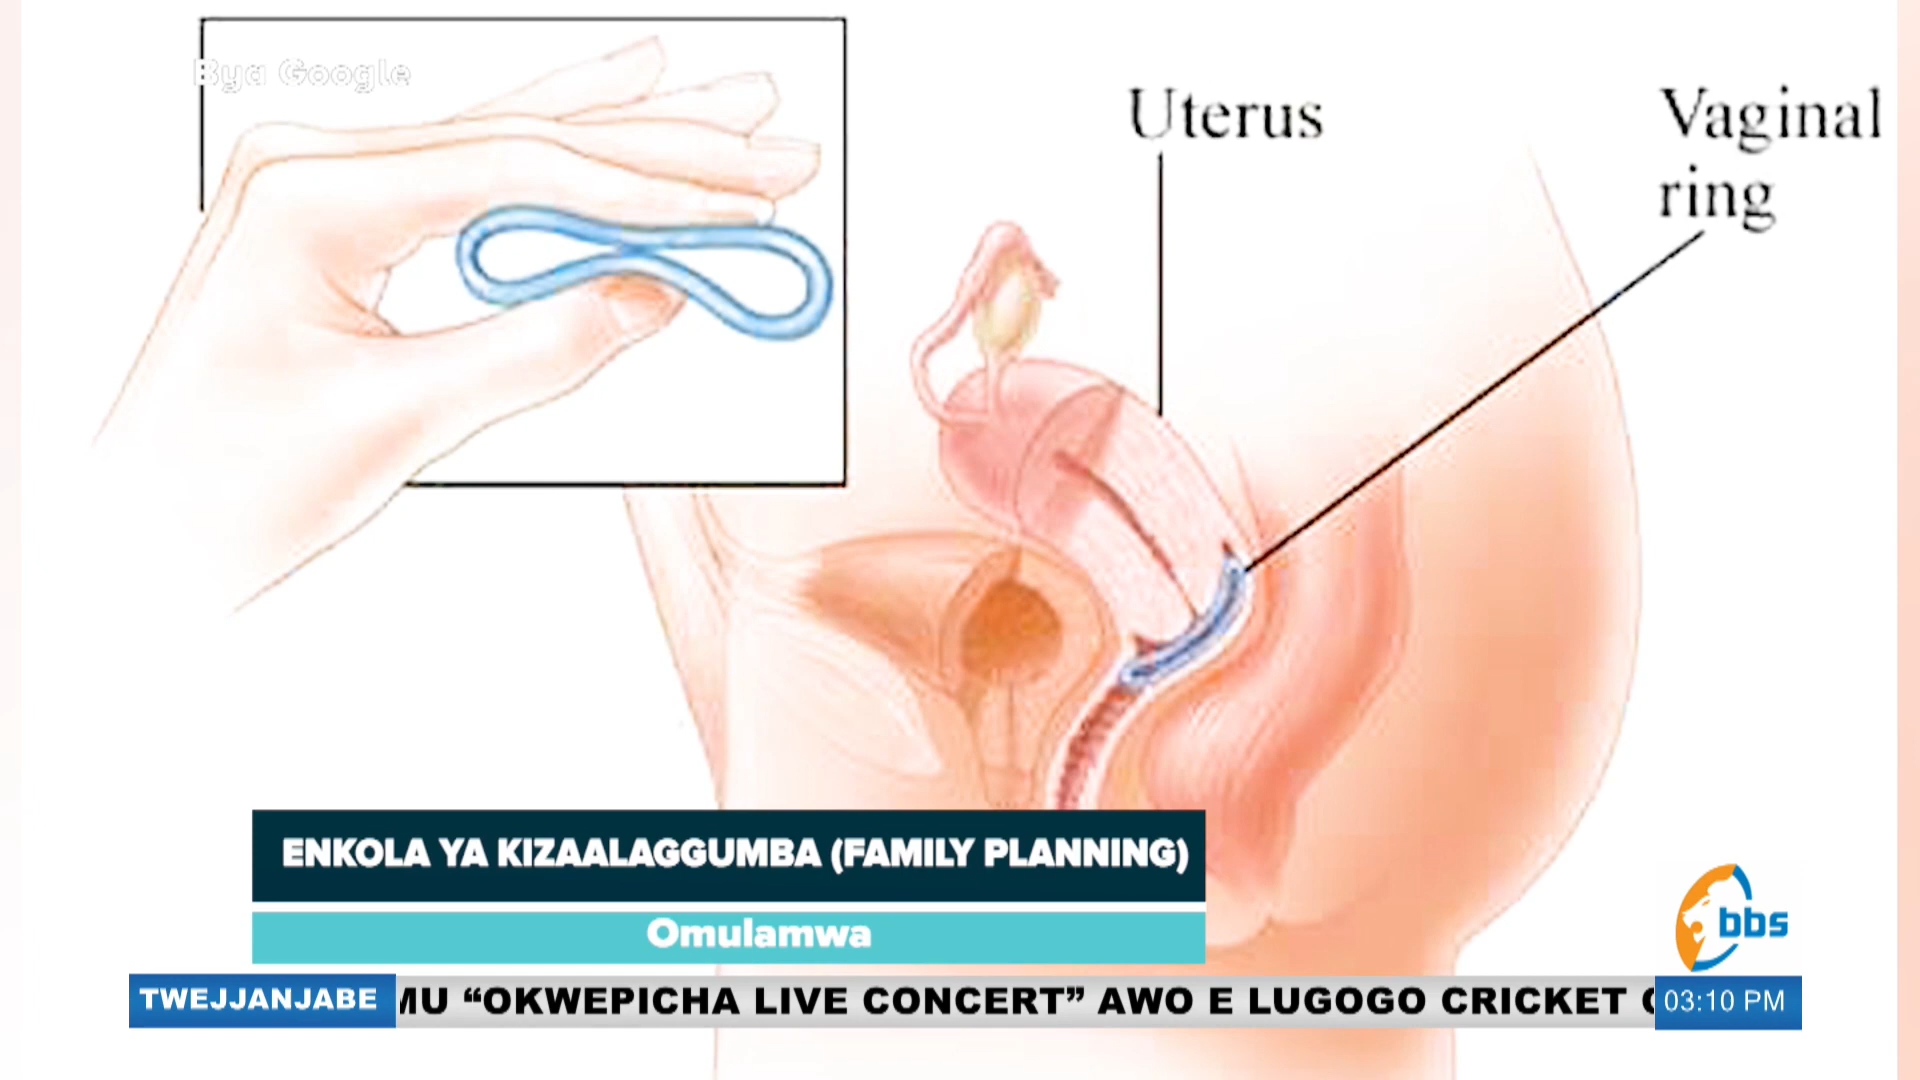 Bya Google
Uterus
Vaginal
ring
ENKOLA YA KIZAALAGGUMBA (FAMILY PLANNING)
Omulamwa
bbs
TWEJJANJABE
MU “OKWEPICHA LIVE CONCERT” AWO E LUGOGO CRICKET
03:10 PM